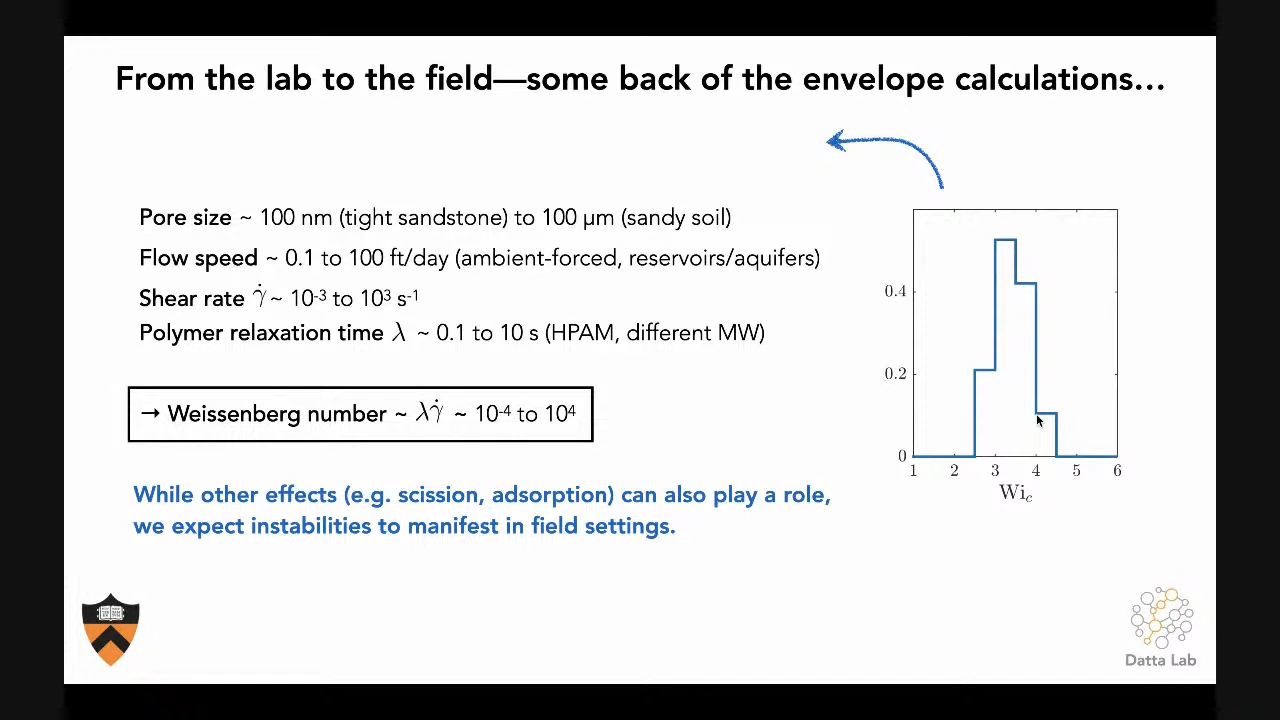 From the lab to the field—some back of the envelope calculations...
Pore size ~ 100 nm (tight sandstone) to 100 μm (sandy soil)
Flow speed ~ 0.1 to 100 ft/day (ambient-forced, reservoirs/aquifers)
Shear rate γ̇ ~ 10⁻³ to 10³ s⁻¹
Polymer relaxation time λ ~ 0.1 to 10 s (HPAM, different MW)
→ Weissenberg number ~ λγ̇ ~ 10⁻⁴ to 10⁴
While other effects (e.g. scission, adsorption) can also play a role,
we expect instabilities to manifest in field settings.
0.4
0.2
0
1 2 3 4 5 6
Wi_c
Datta Lab